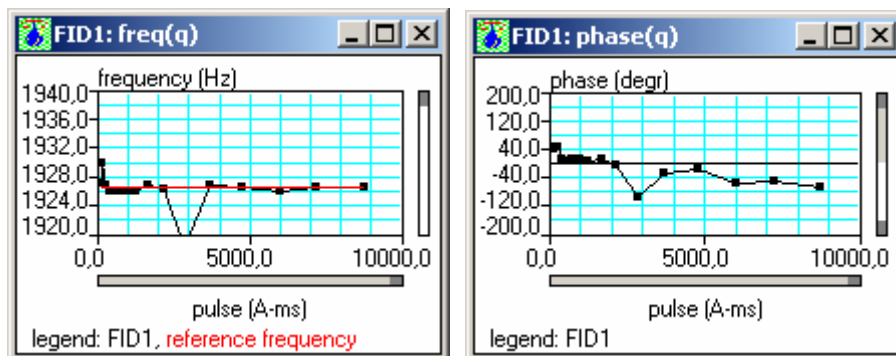 FID1: freq(q)
frequency (Hz)
1940,0
1936,0
1932,0
1928,0
1924,0
1920,0
0,0 5000,0 10000,0
pulse (A-ms)
legend: FID1, reference frequency
FID1: phase(q)
phase (degr)
200,0
120,0
40,0
-40,0
-120,0
-200,0
0,0 5000,0 10000,0
pulse (A-ms)
legend: FID1